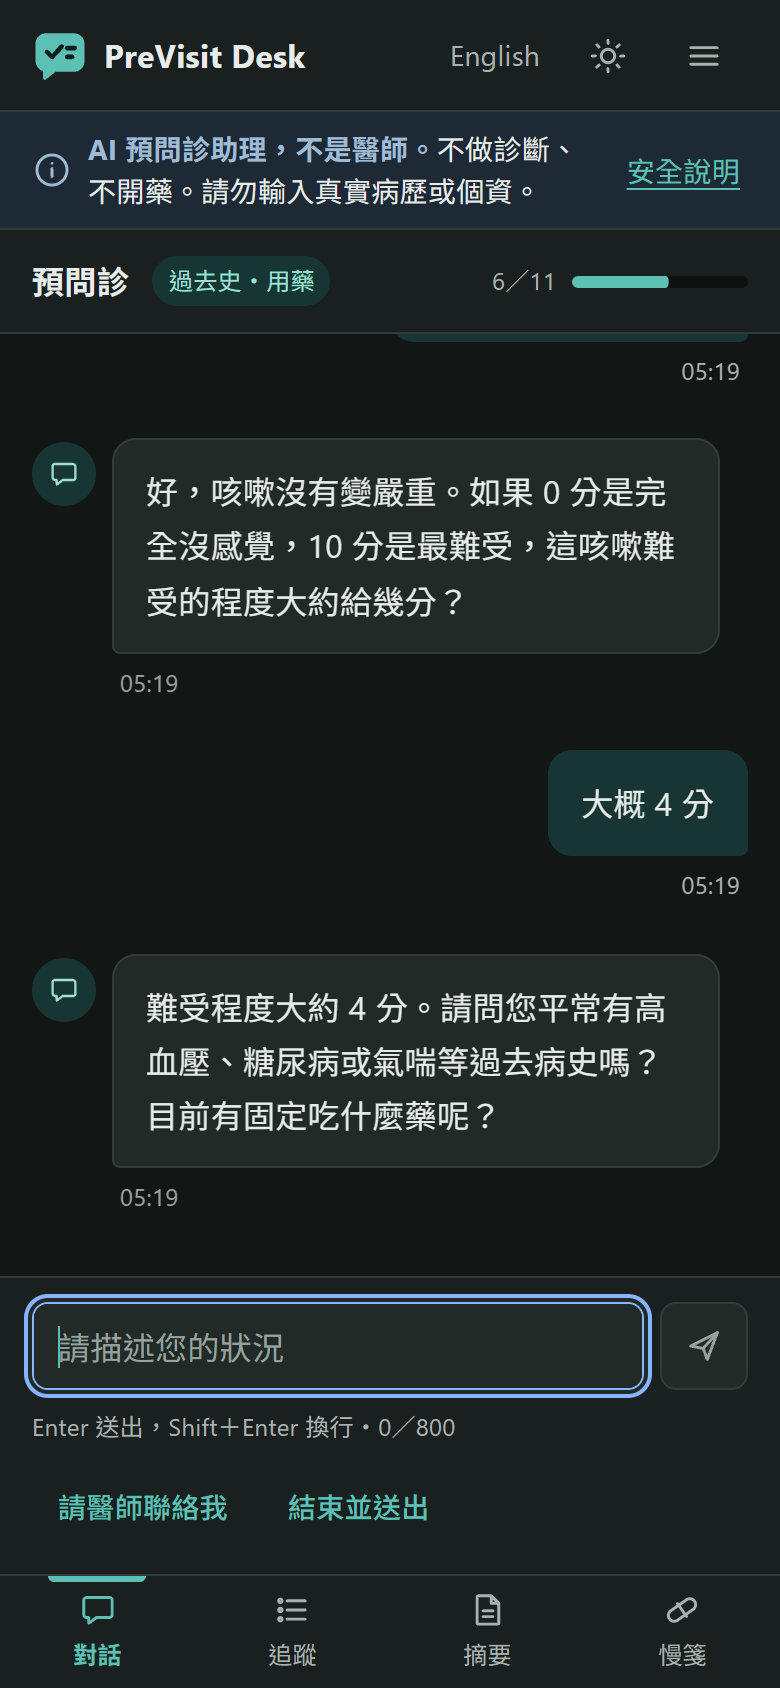 PreVisit Desk
English
AI 預問診助理，不是醫師。不做診斷、
不開藥。請勿輸入真實病歷或個資。
安全說明
預問診
過去史・用藥
6／11
05:19
好，咳嗽沒有變嚴重。如果 0 分是完
全沒感覺，10 分是最難受，這咳嗽難
受的程度大約給幾分？
05:19
大概 4 分
05:19
難受程度大約 4 分。請問您平常有高
血壓、糖尿病或氣喘等過去病史嗎？
目前有固定吃什麼藥呢？
05:19
請描述您的狀況
Enter 送出，Shift＋Enter 換行・0／800
請醫師聯絡我
結束並送出
對話
追蹤
摘要
慢箋